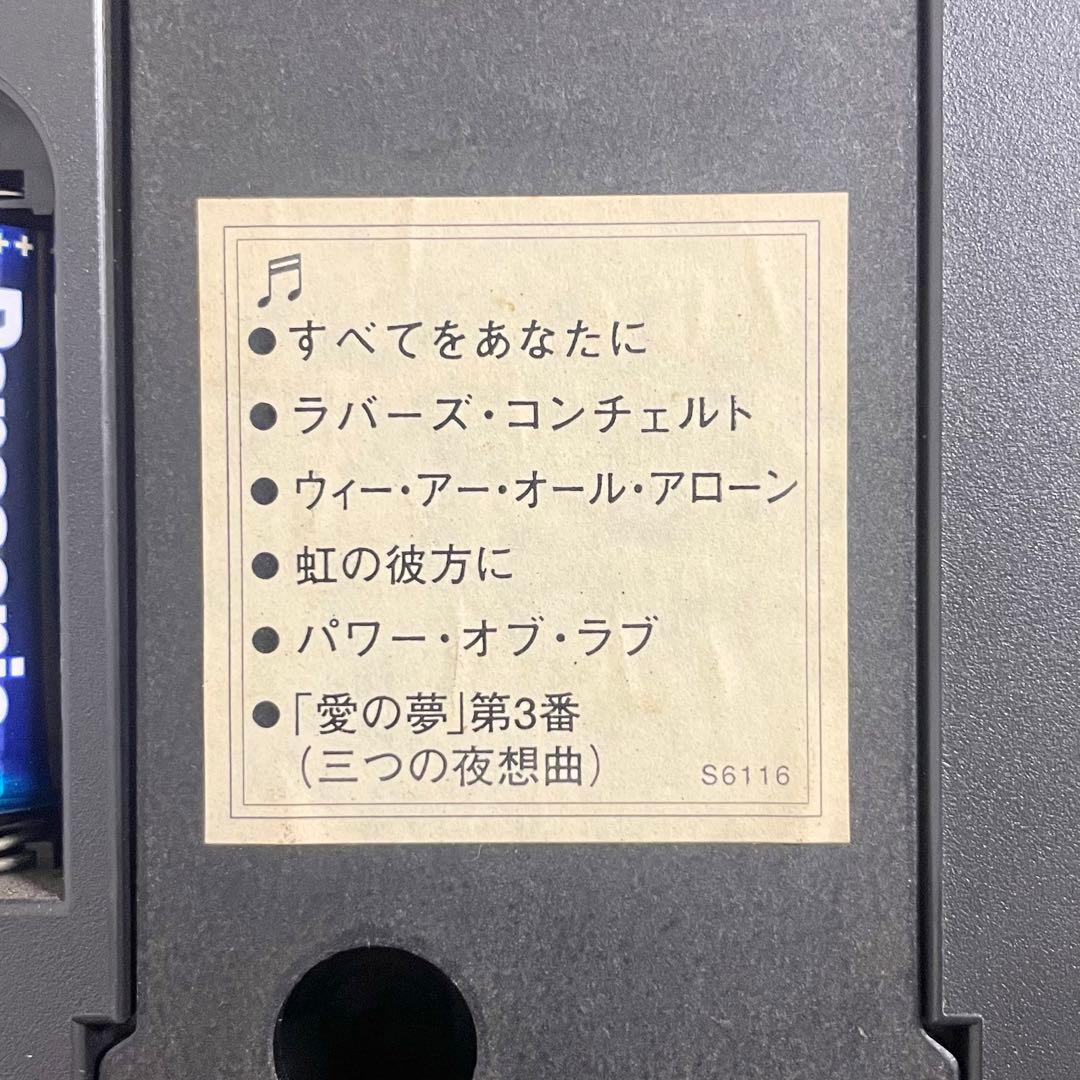 ● すべてをあなたに
● ラバーズ・コンチェルト
● ウィー・アー・オール・アローン
● 虹の彼方に
● パワー・オブ・ラブ
● 「愛の夢」第3番
(三つの夜想曲)
S6116
Panasonic